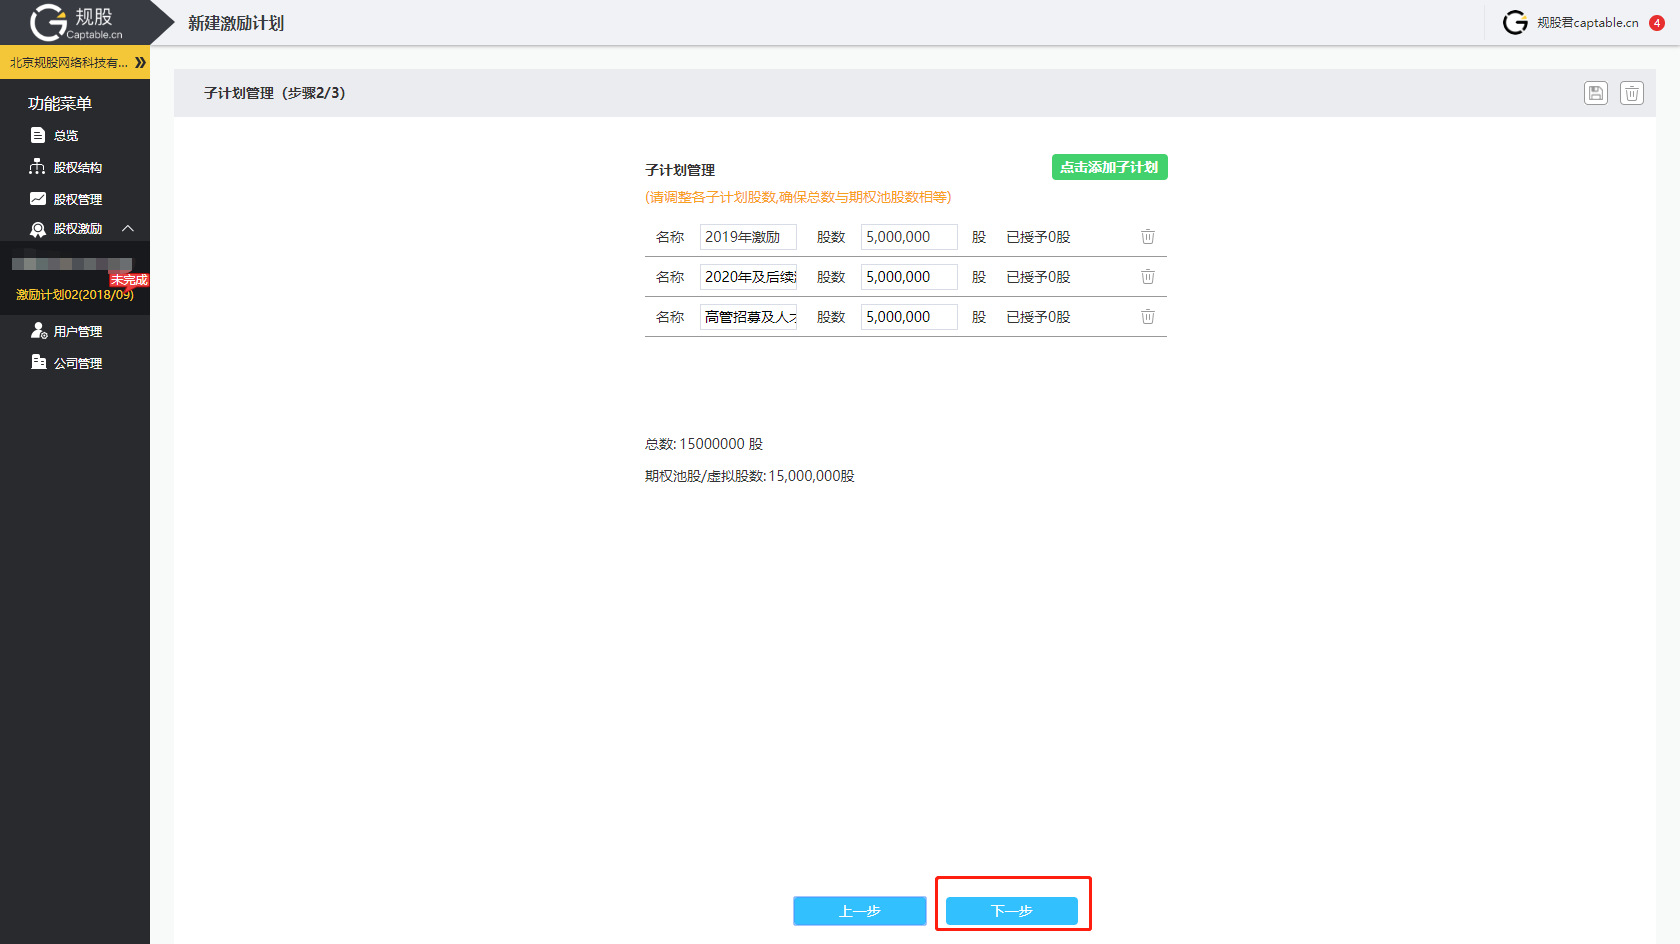 规股
Captable.cn
新建激励计划
规股君captable.cn
4
北京规股网络科技有...
功能菜单
总览
股权结构
股权管理
股权激励
未完成
激励计划02(2018/09)
用户管理
公司管理
子计划管理（步骤2/3）
子计划管理
点击添加子计划
(请调整各子计划股数,确保总数与期权池股数相等)
名称 2019年激励 股数 5,000,000 股 已授予0股
名称 2020年及后续 股数 5,000,000 股 已授予0股
名称 高管招募及人才 股数 5,000,000 股 已授予0股
总数: 15000000 股
期权池股/虚拟股数: 15,000,000股
上一步
下一步